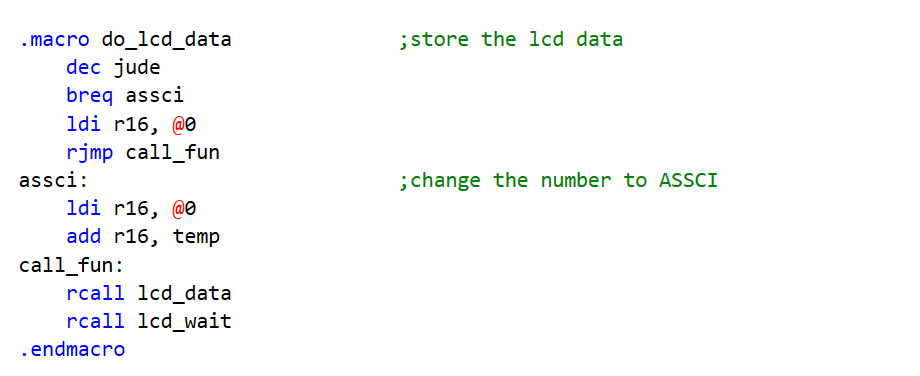 .macro do_lcd_data ;store the lcd data
dec jude
breq assci
ldi r16, @0
rjmp call_fun
assci: ;change the number to ASSCI
ldi r16, @0
add r16, temp
call_fun:
rcall lcd_data
rcall lcd_wait
.endmacro